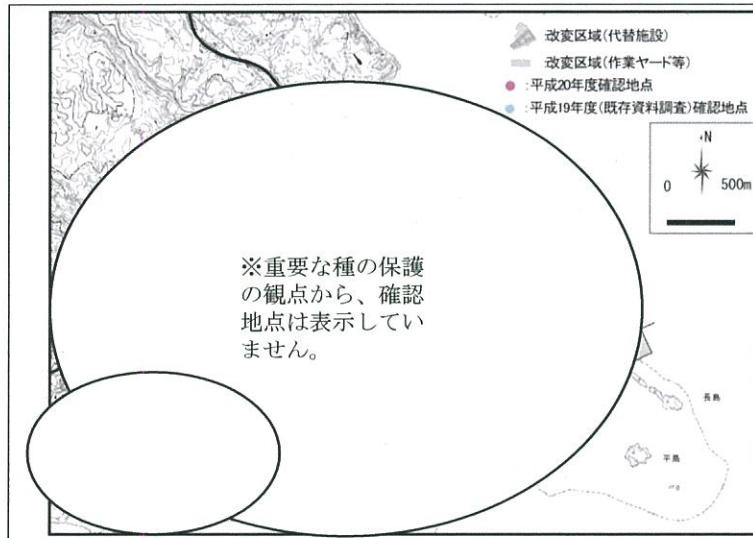 改変区域(代替施設)
改変区域(作業ヤード等)
:平成20年度確認地点
:平成19年度(既存資料調査)確認地点
N
0 500m
※重要な種の保護
の観点から、確認
地点は表示してい
ません。
長島
平島